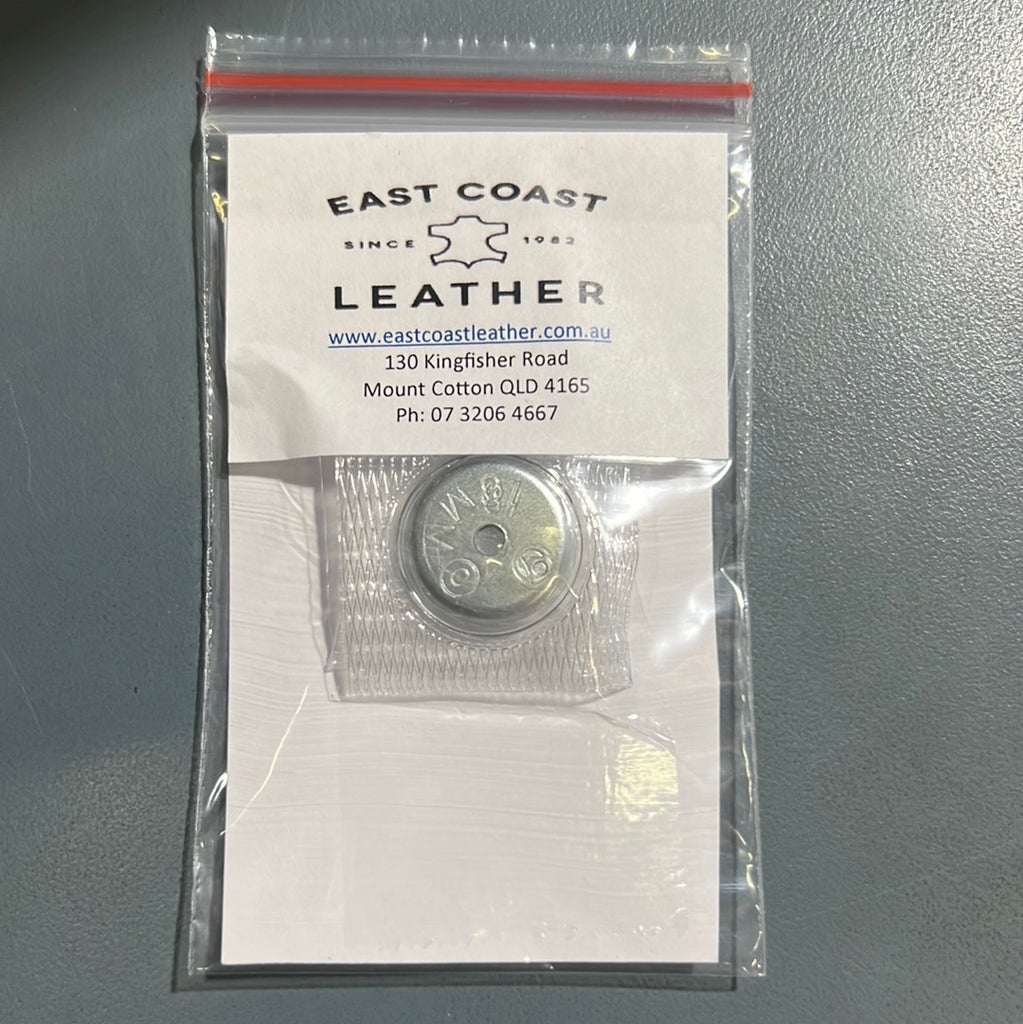 EAST COAST
SINCE 1982
LEATHER
www.eastcoastleather.com.au
130 Kingfisher Road
Mount Cotton QLD 4165
Ph: 07 3206 4667
18MM